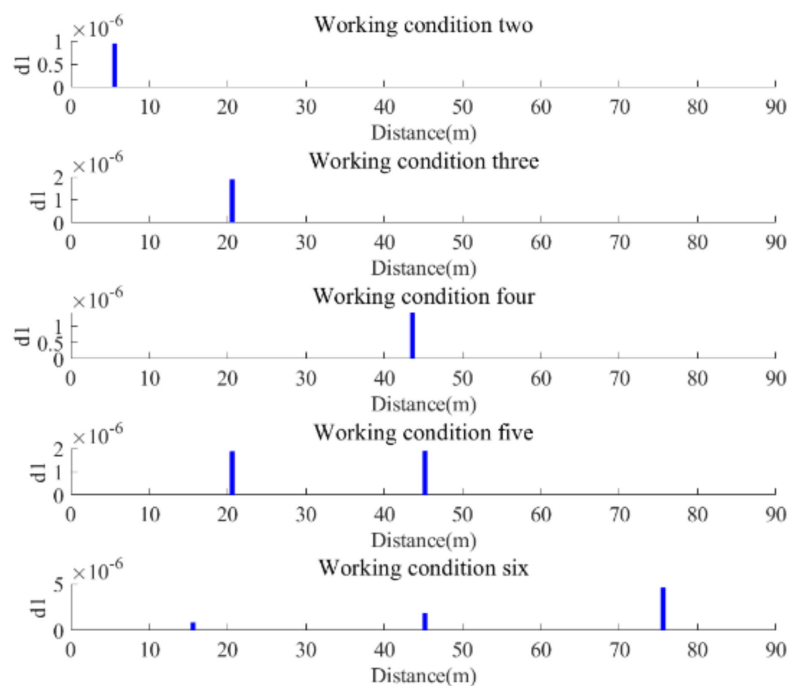 Working condition two
×10-6
1
0.5
0
d1
0 10 20 30 40 50 60 70 80 90
Distance(m)
Working condition three
×10-6
2
1
0
d1
0 10 20 30 40 50 60 70 80 90
Distance(m)
Working condition four
×10-6
1
0.5
0
d1
0 10 20 30 40 50 60 70 80 90
Distance(m)
Working condition five
×10-6
2
1
0
d1
0 10 20 30 40 50 60 70 80 90
Distance(m)
Working condition six
×10-6
5
0
d1
0 10 20 30 40 50 60 70 80 90
Distance(m)